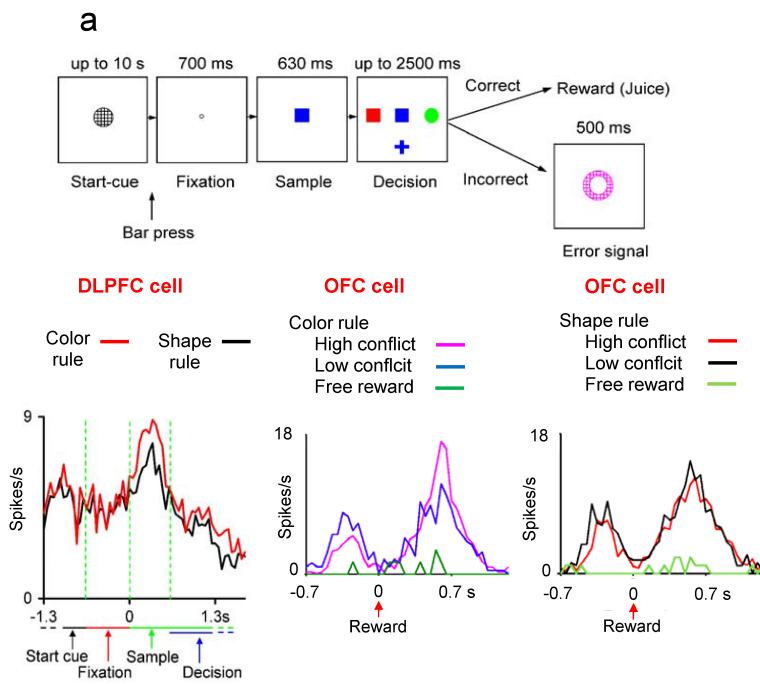 a
up to 10 s
700 ms
630 ms
up to 2500 ms
Correct
Reward (Juice)
500 ms
Incorrect
Start-cue
Fixation
Sample
Decision
Bar press
Error signal
DLPFC cell
OFC cell
OFC cell
Color rule
Shape rule
Color rule
High conflict
Low conflcit
Free reward
Shape rule
High conflict
Low conflcit
Free reward
9
Spikes/s
0
-1.3
0
1.3s
Start cue
Fixation
Sample
Decision
18
Spikes/s
0
-0.7
0
0.7 s
Reward
18
Spikes/s
0
-0.7
0
0.7 s
Reward